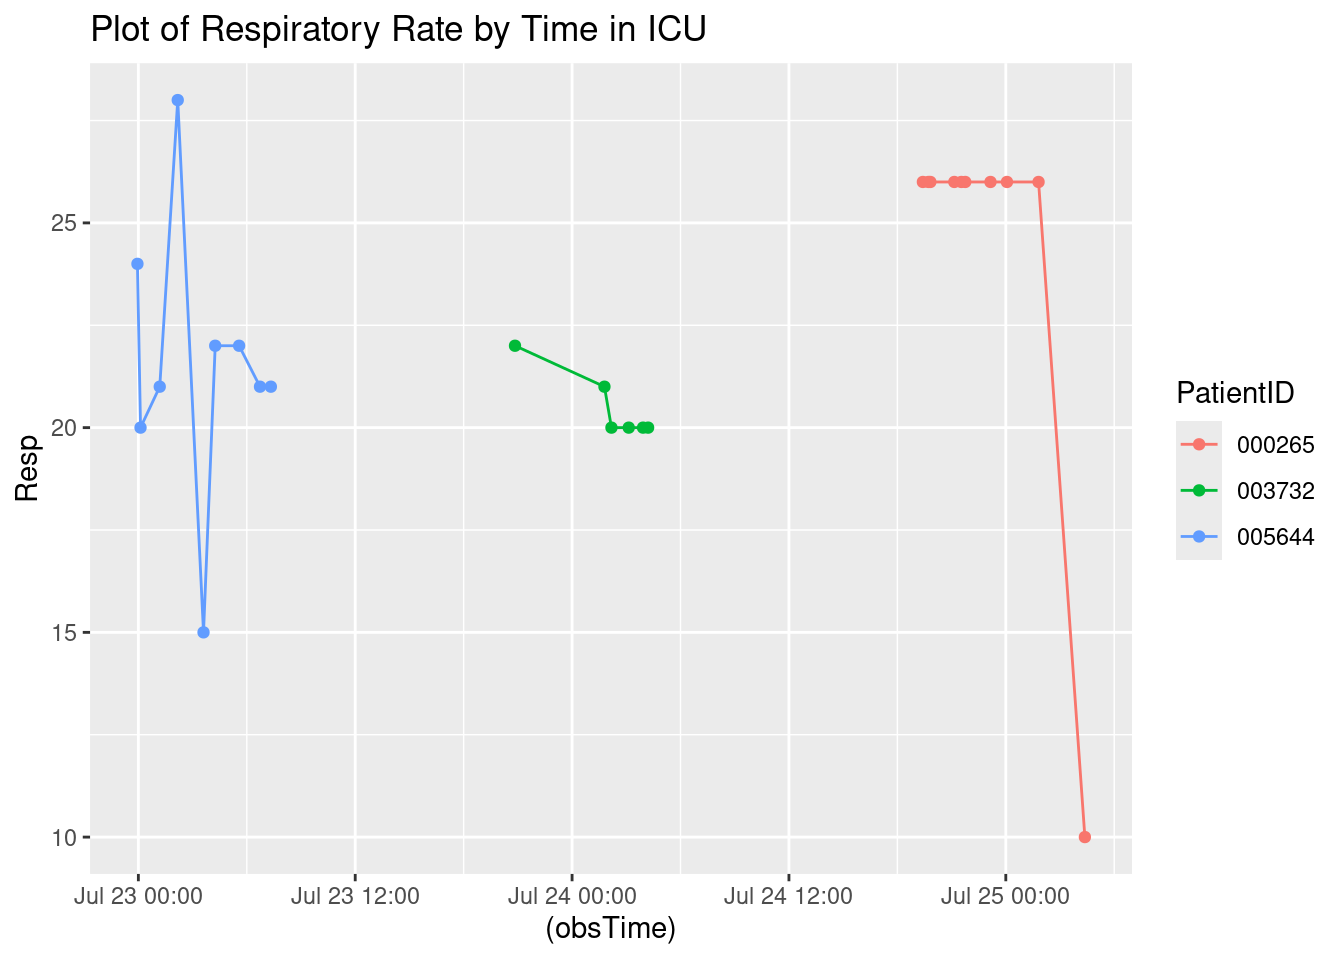 Plot of Respiratory Rate by Time in ICU
25
20
15
10
Resp
Jul 23 00:00
Jul 23 12:00
Jul 24 00:00
Jul 24 12:00
Jul 25 00:00
(obsTime)
PatientID
000265
003732
005644